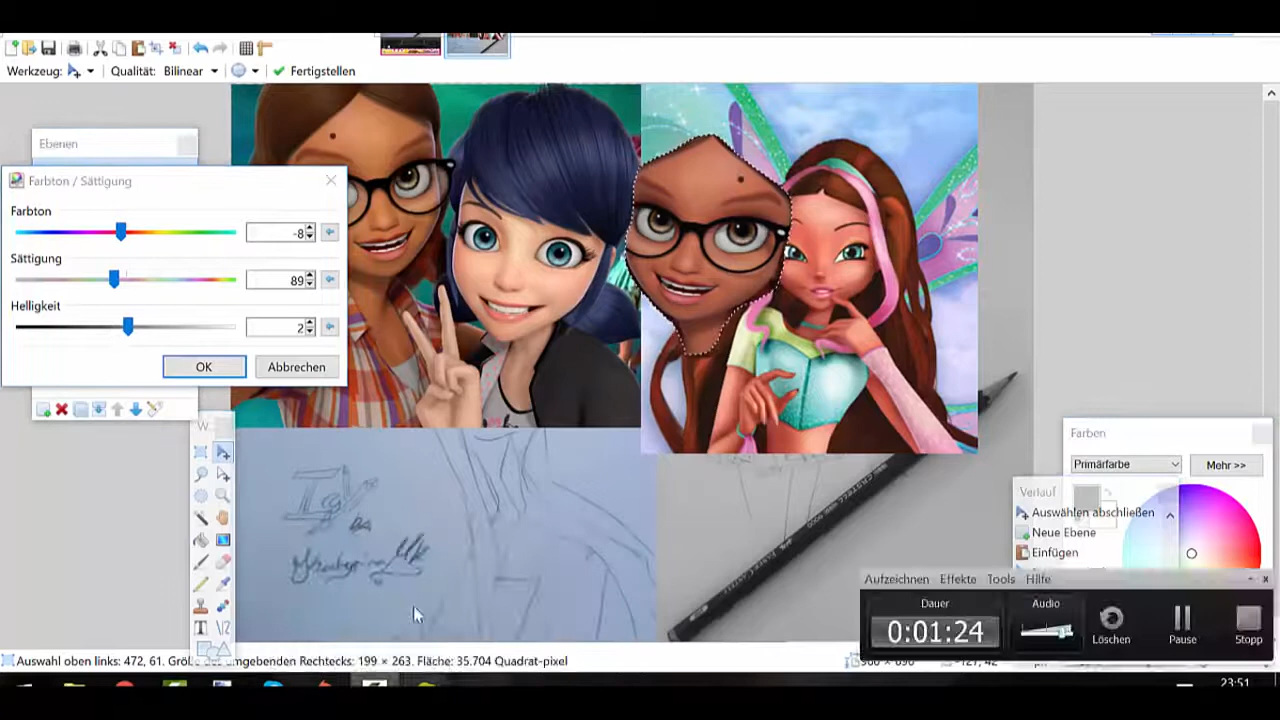 Werkzeug: Qualität: Bilinear Fertigstellen
Ebenen
Farbton / Sättigung
Farbton
-8
Sättigung
89
Helligkeit
2
OK Abbrechen
W
Farben
Primärfarbe Mehr >>
Verlauf
Auswählen abschließen
Neue Ebene
Einfügen
Aufzeichnen Effekte Tools Hilfe
Dauer Audio
0:01:24
Löschen Pause Stopp
Auswahl oben links: 472, 61. Größe des umgebenden Rechtecks: 199 × 263. Fläche: 35.704 Quadrat-pixel
23:51